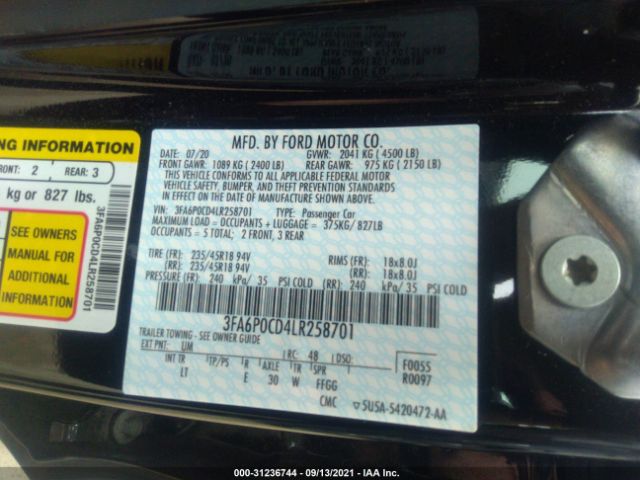 MFD. BY FORD MOTOR CO.
DATE: 07/20 GVWR: 2041 KG ( 4500 LB)
FRONT GAWR: 1089 KG ( 2400 LB) REAR GAWR: 975 KG ( 2150 LB)
THIS VEHICLE CONFORMS TO ALL APPLICABLE FEDERAL MOTOR
VEHICLE SAFETY, BUMPER, AND THEFT PREVENTION STANDARDS
IN EFFECT ON THE DATE OF MANUFACTURE SHOWN ABOVE.
VIN: 3FA6P0CD4LR258701 TYPE: Passenger Car
MAXIMUM LOAD = OCCUPANTS + LUGGAGE = 375KG/ 827LB
OCCUPANTS = 5 TOTAL; 2 FRONT, 3 REAR
TIRE (FR): 235/45R18 94V RIMS (FR): 18x8.0J
(RR): 235/45R18 94V (RR): 18x8.0J
PRESSURE (FR): 240 kPa/ 35 PSI COLD (RR): 240 kPa/ 35 PSI COLD
3FA6P0CD4LR258701
TRAILER TOWING - SEE OWNER GUIDE
EXT PNT: UM RC: 48 DSO: F0055
INT TR TP/PS R AXLE TR SPR R0097
LT E 30 W FFGG
CMC 5U5A-5420472-AA
NG INFORMATION
RONT: 2 REAR: 3
kg or 827 lbs.
SEE OWNERS
MANUAL FOR
ADDITIONAL
INFORMATION
3FA6P0CD4LR258701
000-31236744 - 09/13/2021 - IAA Inc.